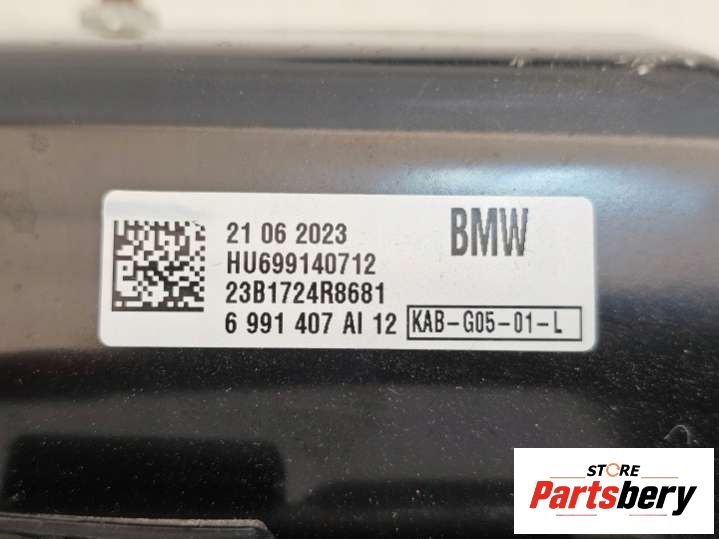 21 06 2023
BMW
HU699140712
23B1724R8681
6 991 407 AI 12 KAB-G05-01-L
STORE
Partsbery